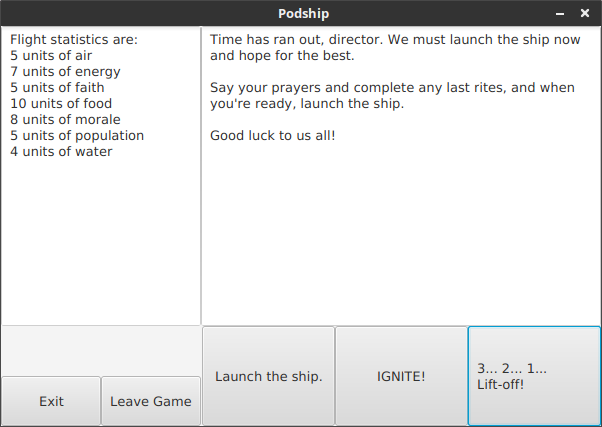 Podship
Flight statistics are:
5 units of air
7 units of energy
5 units of faith
10 units of food
8 units of morale
5 units of population
4 units of water
Time has ran out, director. We must launch the ship now
and hope for the best.
Say your prayers and complete any last rites, and when
you're ready, launch the ship.
Good luck to us all!
Launch the ship.
IGNITE!
3... 2... 1...
Lift-off!
Exit
Leave Game